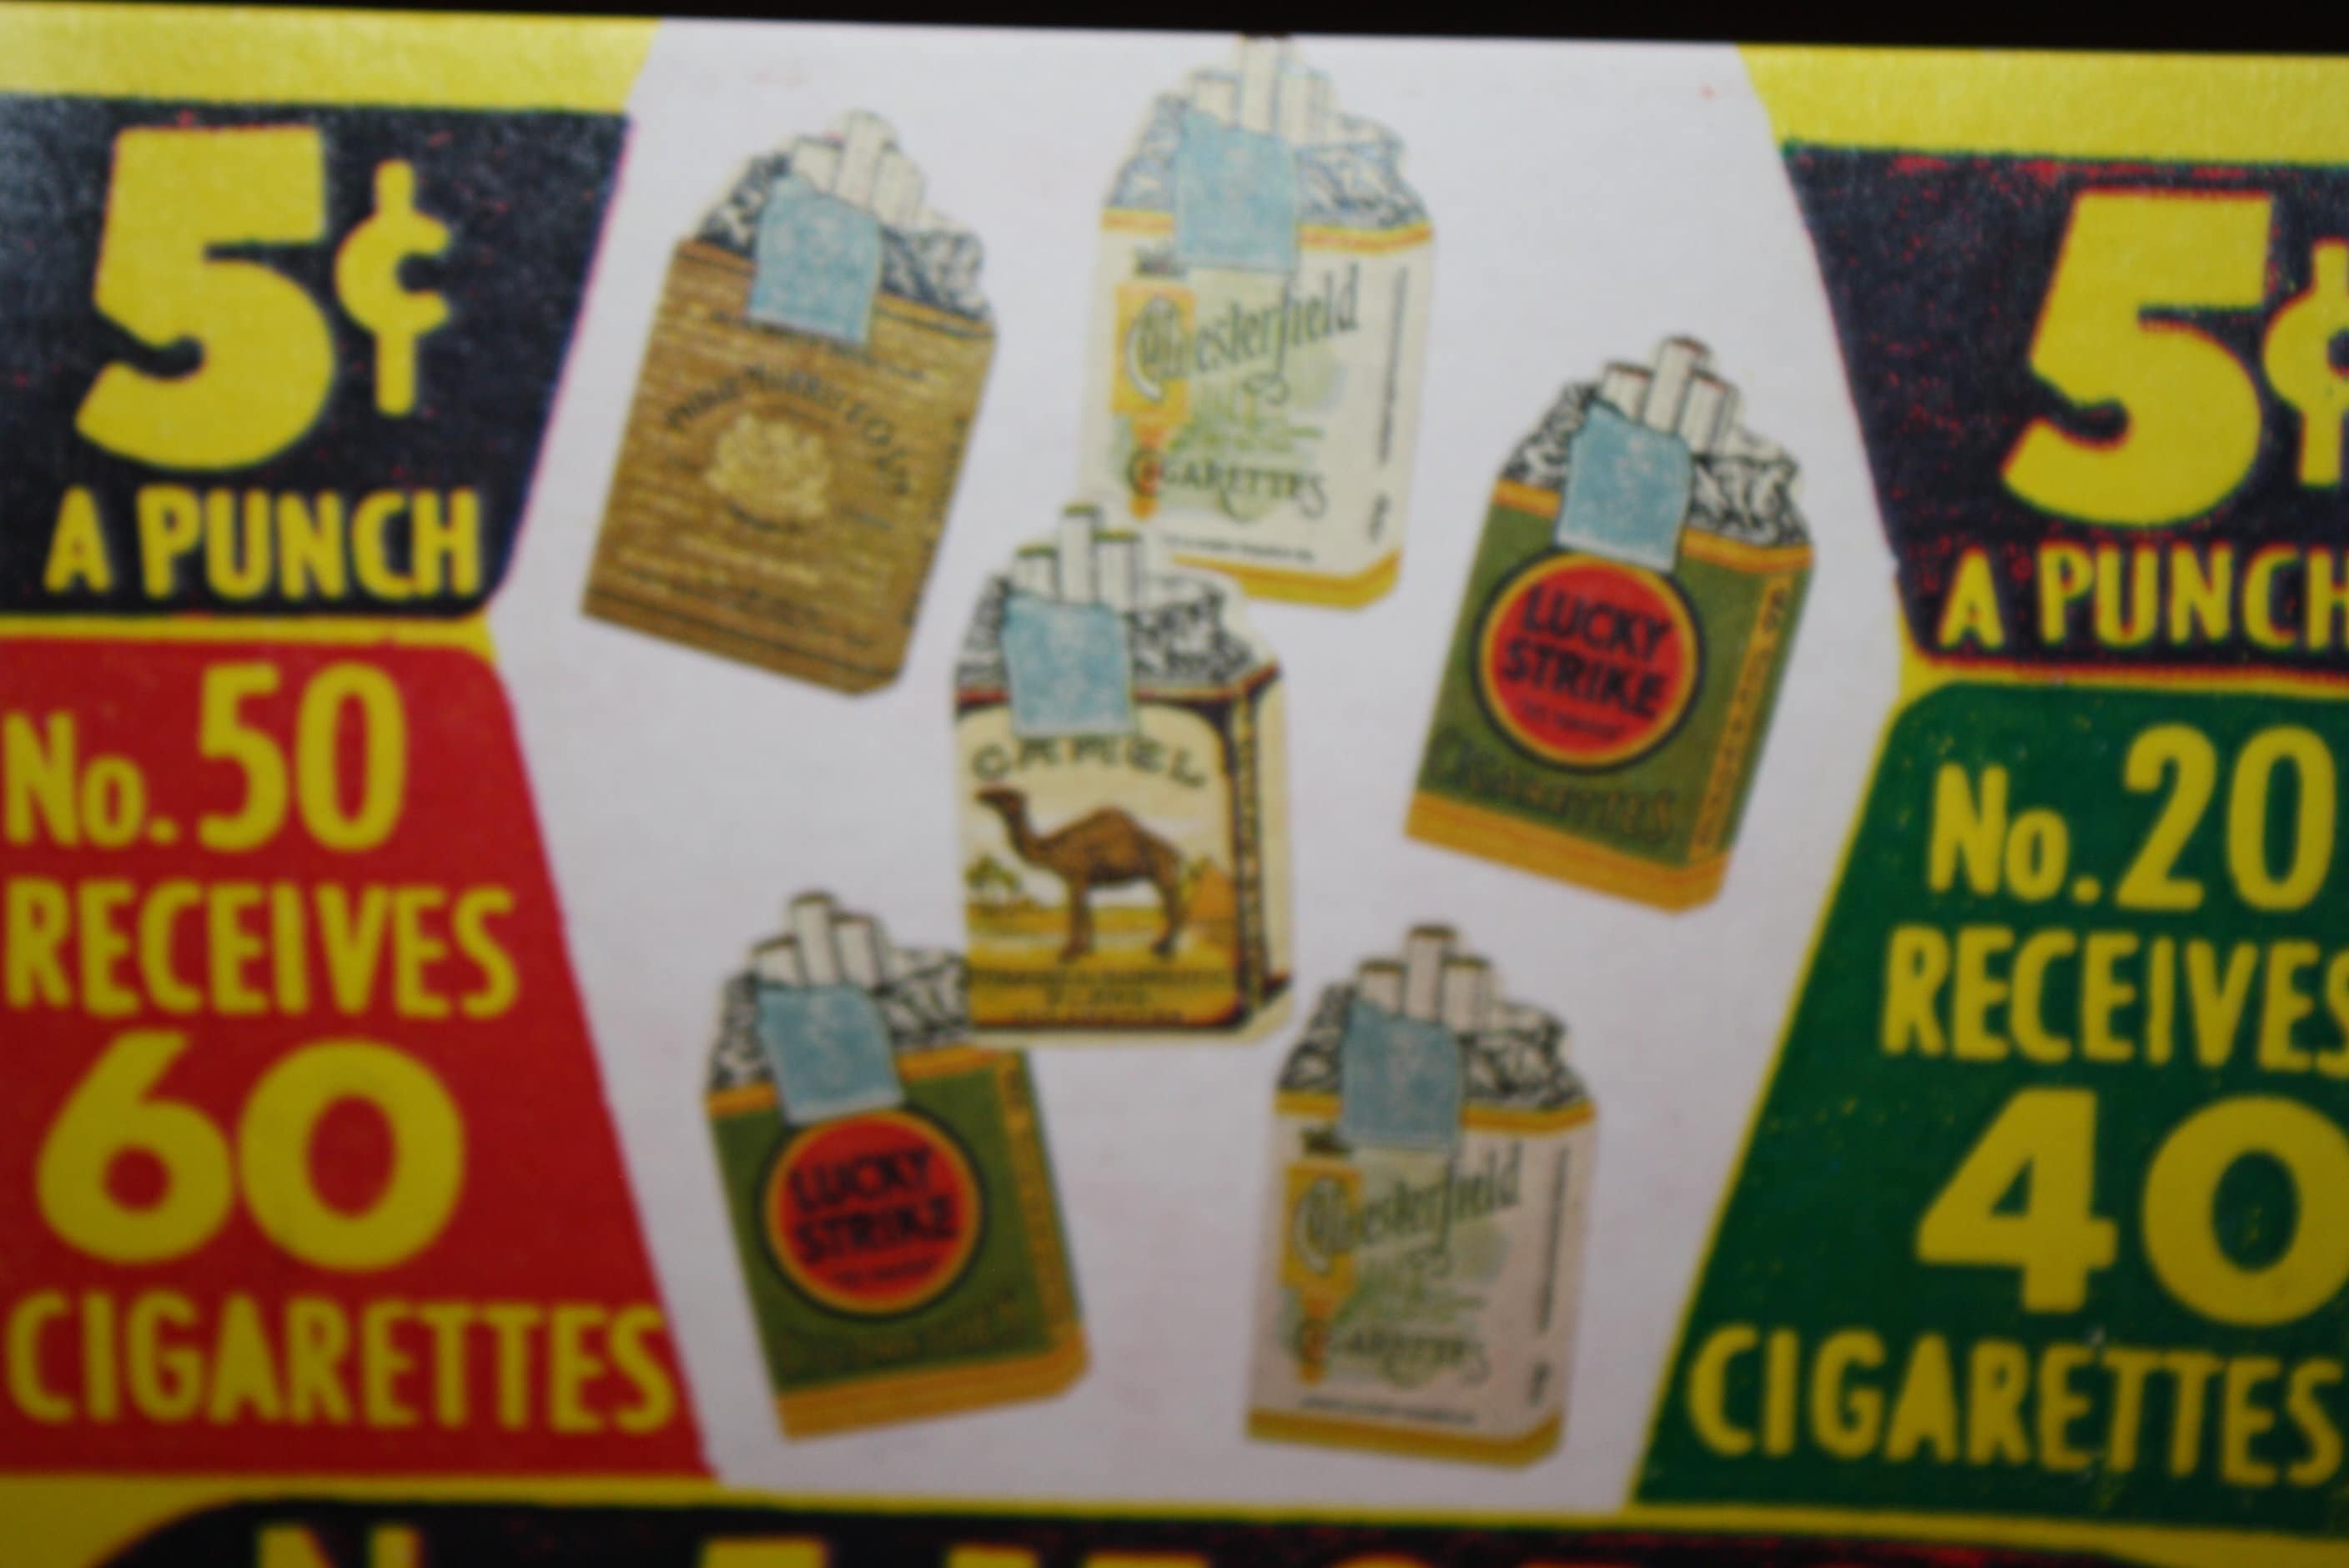 5¢
A PUNCH
No. 50
RECEIVES
60
CIGARETTES
Chesterfield
CIGARETTES
LUCKY
STRIKE
CIGARETTES
CAMEL
LUCKY
STRIKE
Chesterfield
CIGARETTES
5¢
A PUNCH
No. 20
RECEIVES
40
CIGARETTES